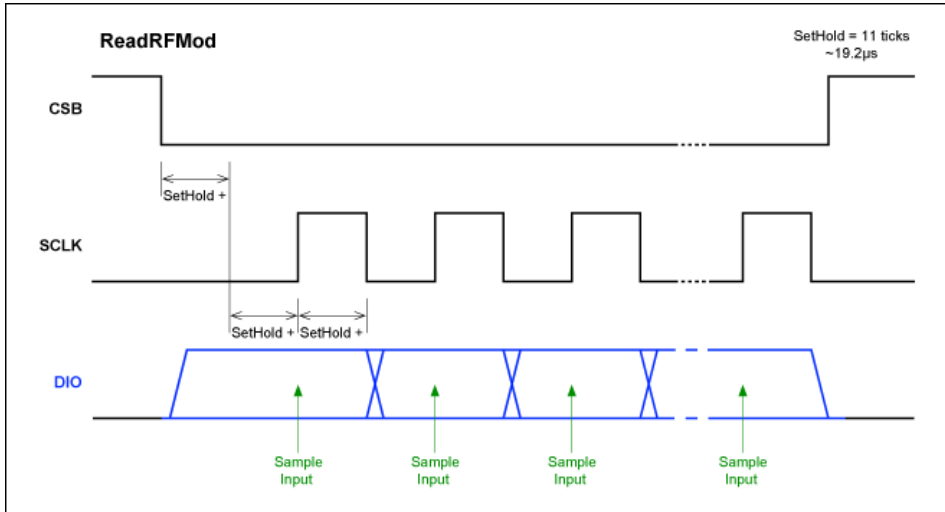 ReadRFMod
SetHold = 11 ticks
~19.2µs
CSB
SetHold +
SCLK
SetHold +
SetHold +
DIO
Sample
Input
Sample
Input
Sample
Input
Sample
Input